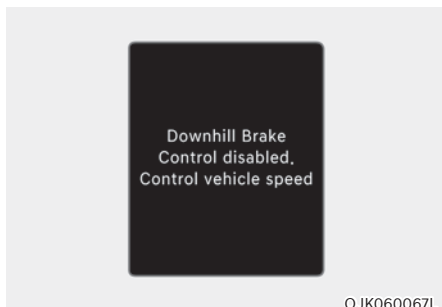 Downhill Brake
Control disabled.
Control vehicle speed
OJK060067L